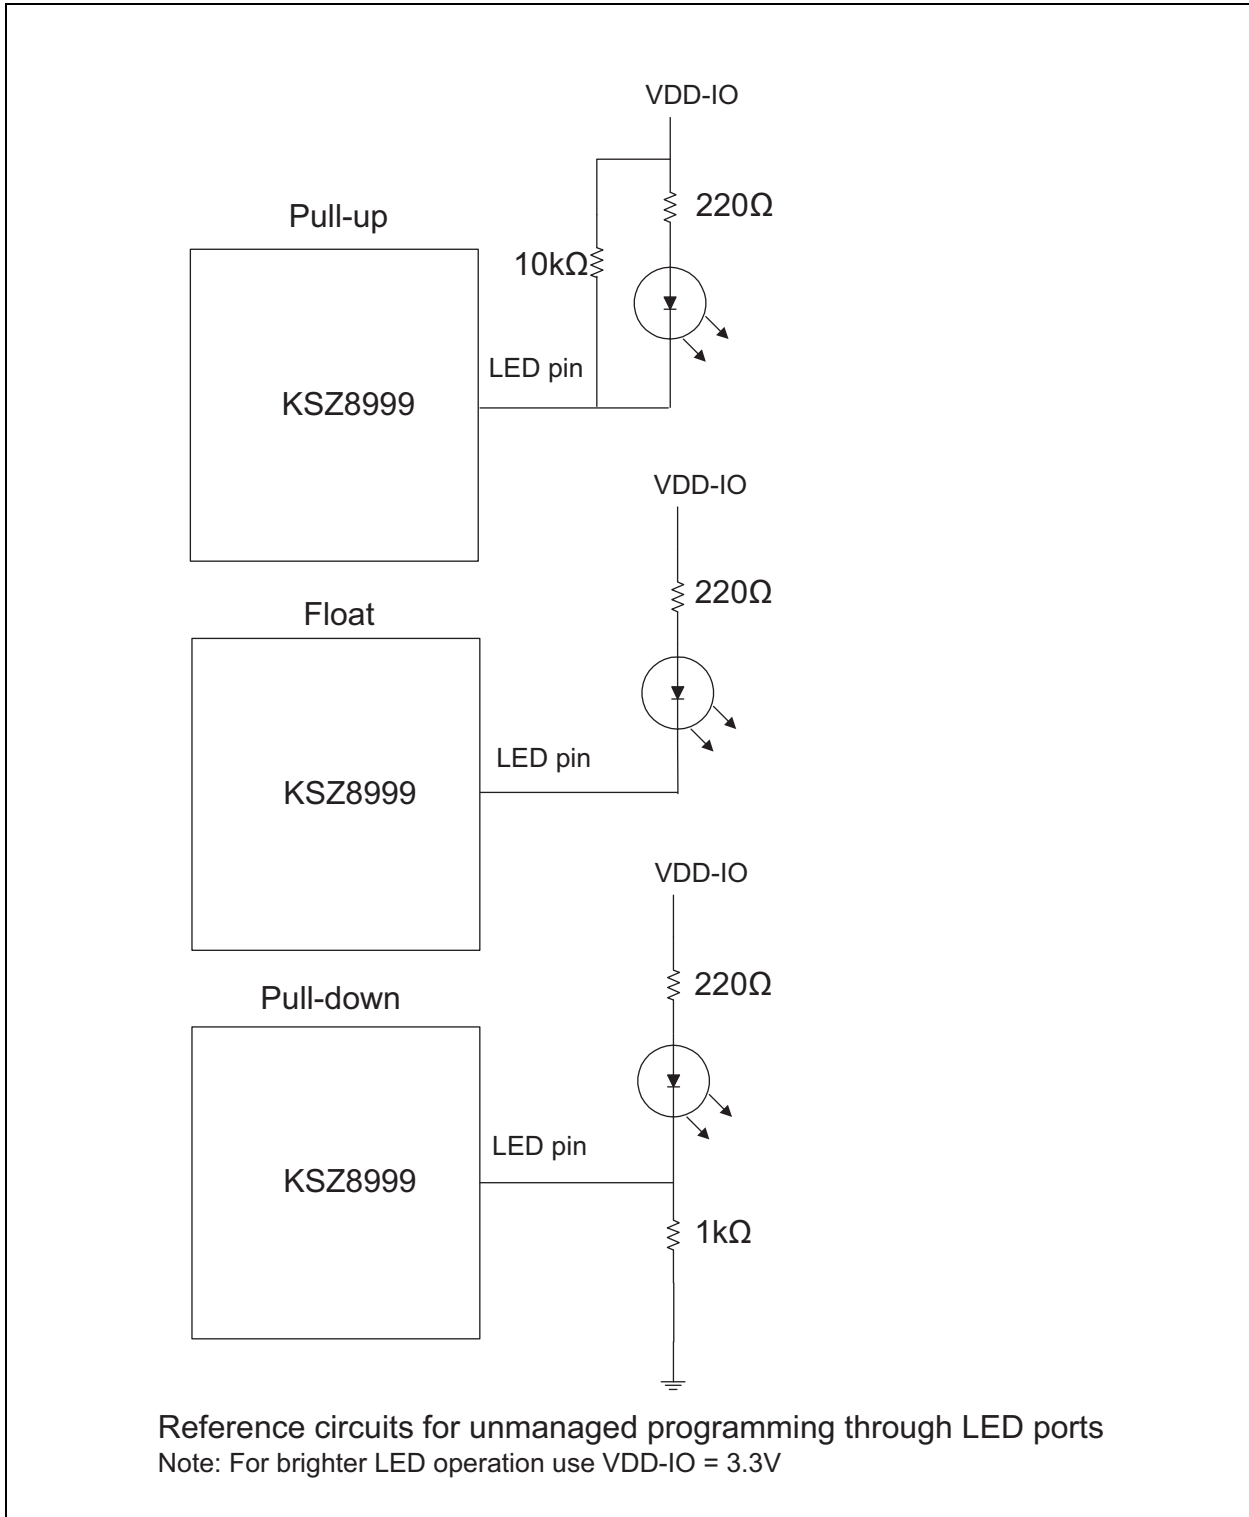 VDD-IO
220Ω
Pull-up
10kΩ
LED pin
KSZ8999
VDD-IO
220Ω
Float
LED pin
KSZ8999
VDD-IO
220Ω
Pull-down
LED pin
KSZ8999
1kΩ
Reference circuits for unmanaged programming through LED ports
Note: For brighter LED operation use VDD-IO = 3.3V